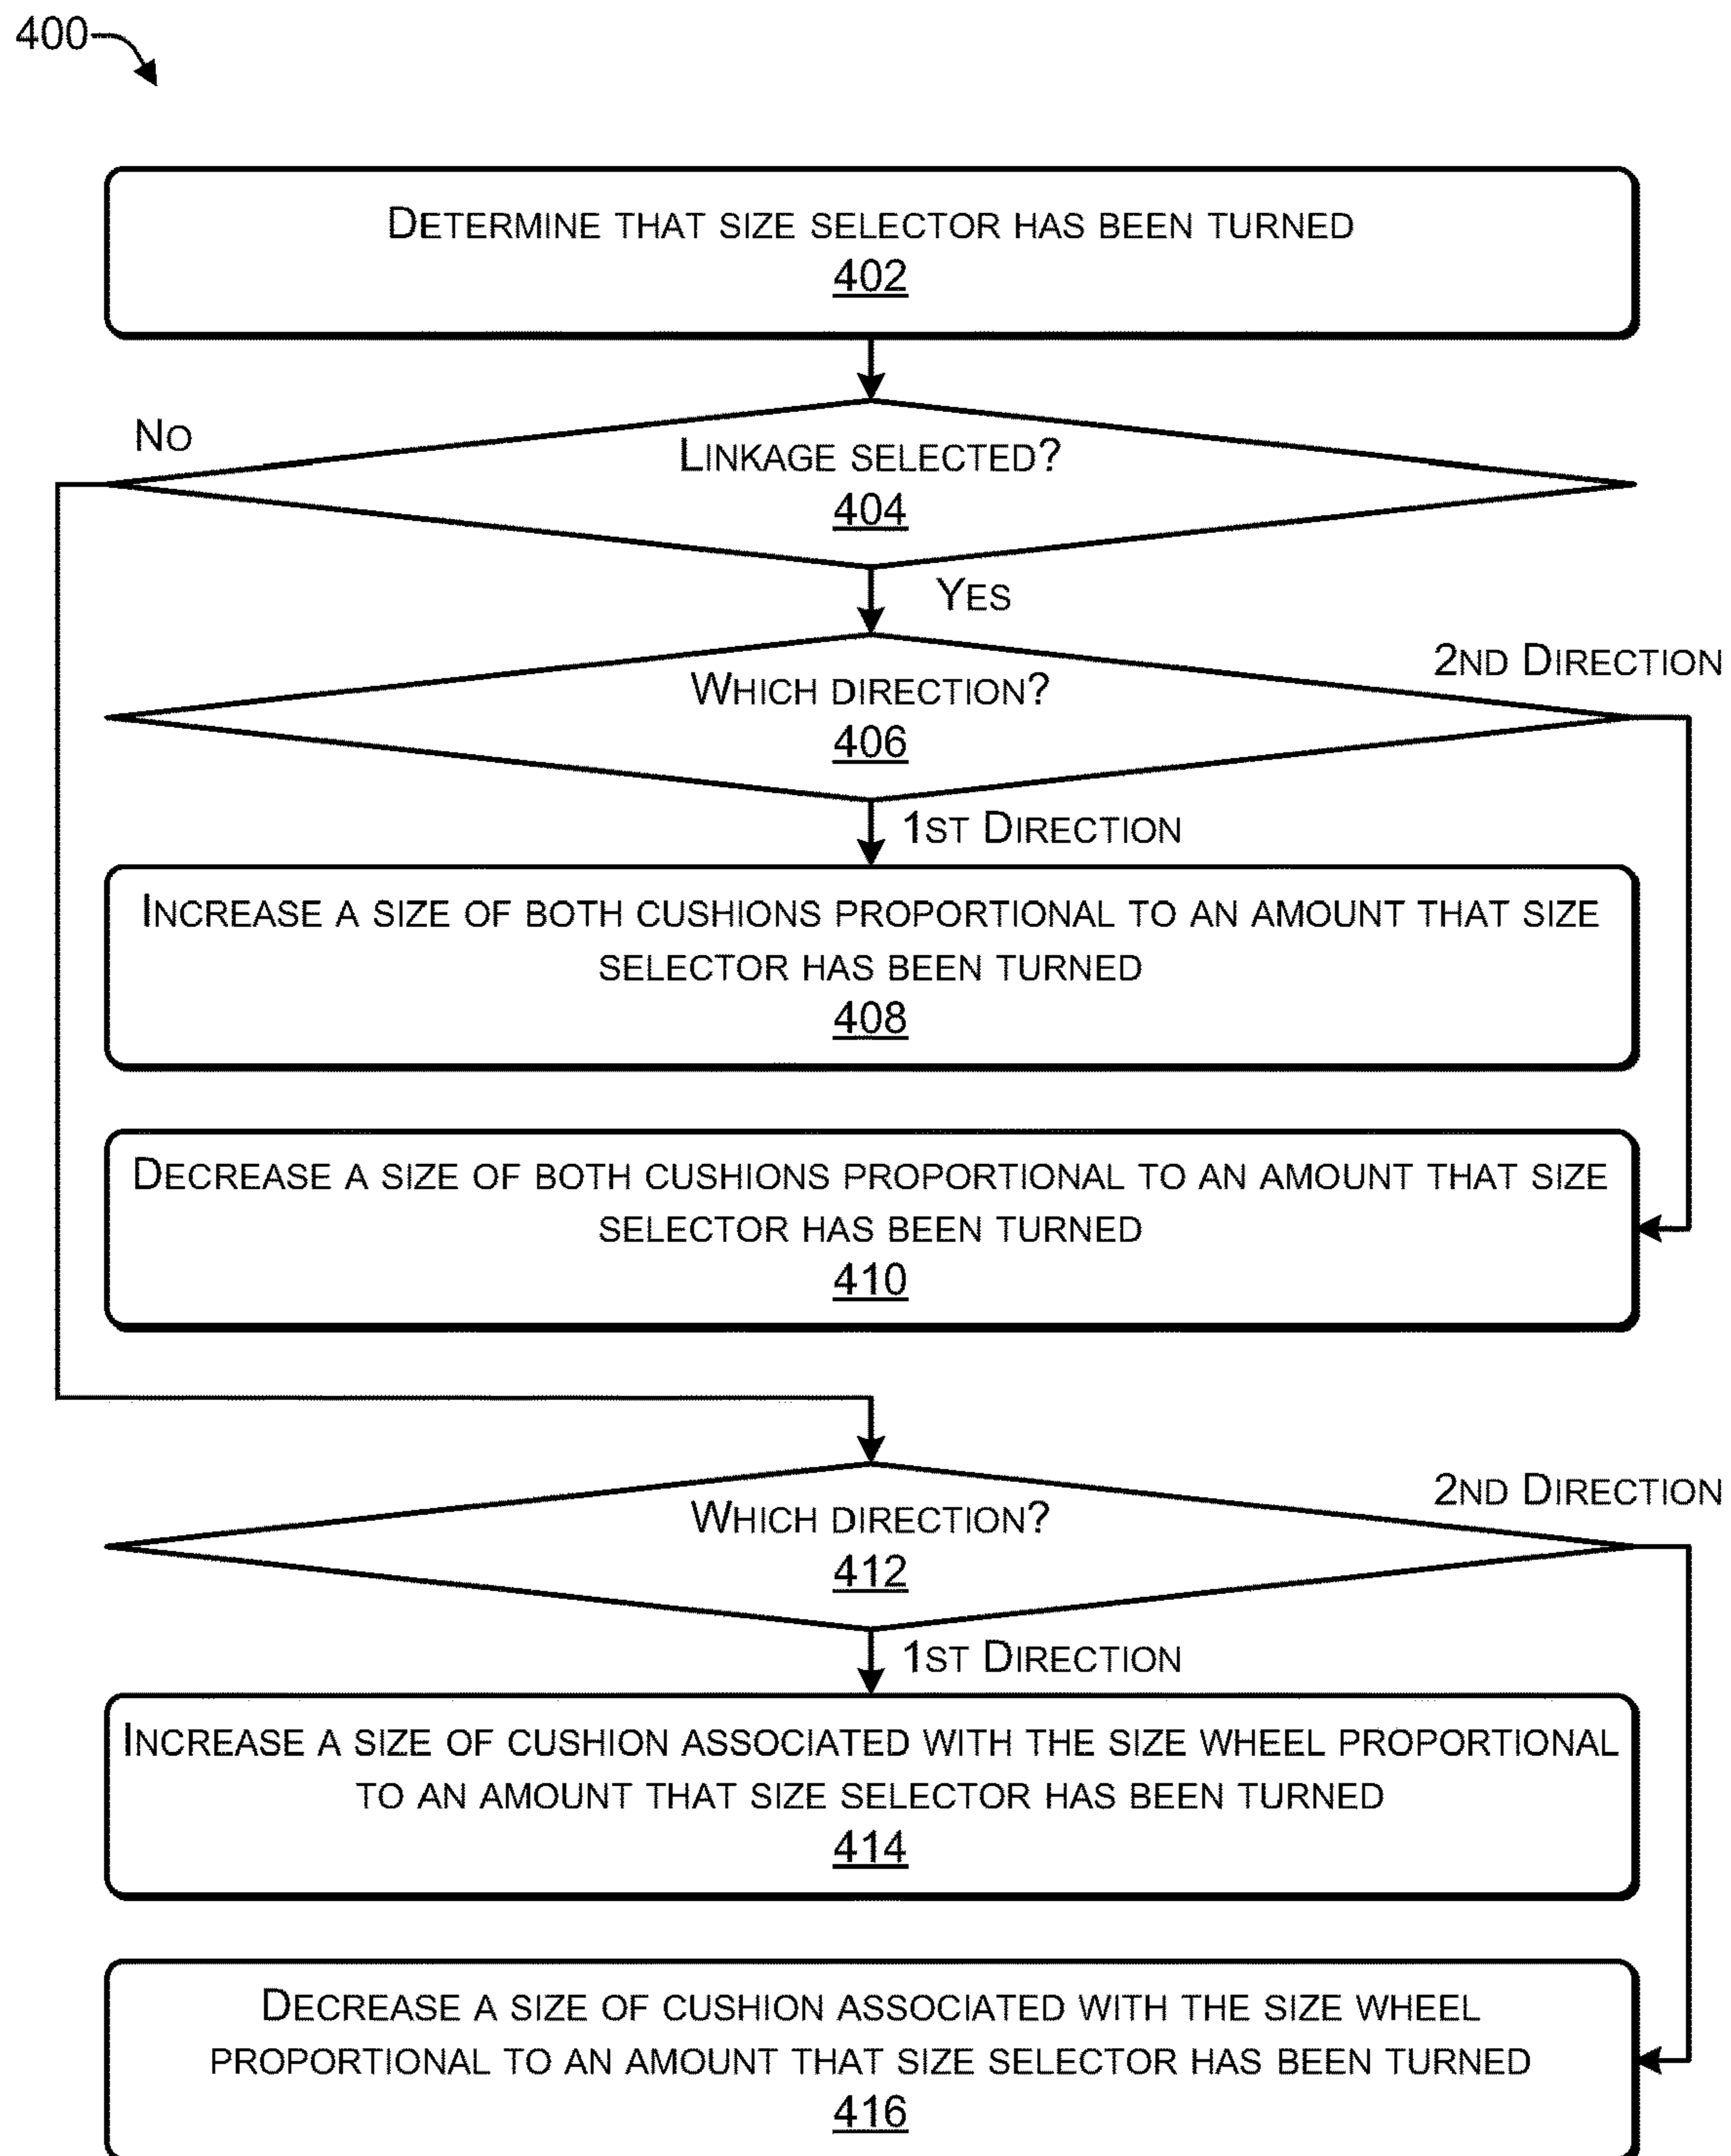 400
DETERMINE THAT SIZE SELECTOR HAS BEEN TURNED
402
NO
LINKAGE SELECTED?
404
YES
2ND DIRECTION
WHICH DIRECTION?
406
1ST DIRECTION
INCREASE A SIZE OF BOTH CUSHIONS PROPORTIONAL TO AN AMOUNT THAT SIZE
SELECTOR HAS BEEN TURNED
408
DECREASE A SIZE OF BOTH CUSHIONS PROPORTIONAL TO AN AMOUNT THAT SIZE
SELECTOR HAS BEEN TURNED
410
2ND DIRECTION
WHICH DIRECTION?
412
1ST DIRECTION
INCREASE A SIZE OF CUSHION ASSOCIATED WITH THE SIZE WHEEL PROPORTIONAL
TO AN AMOUNT THAT SIZE SELECTOR HAS BEEN TURNED
414
DECREASE A SIZE OF CUSHION ASSOCIATED WITH THE SIZE WHEEL
PROPORTIONAL TO AN AMOUNT THAT SIZE SELECTOR HAS BEEN TURNED
416